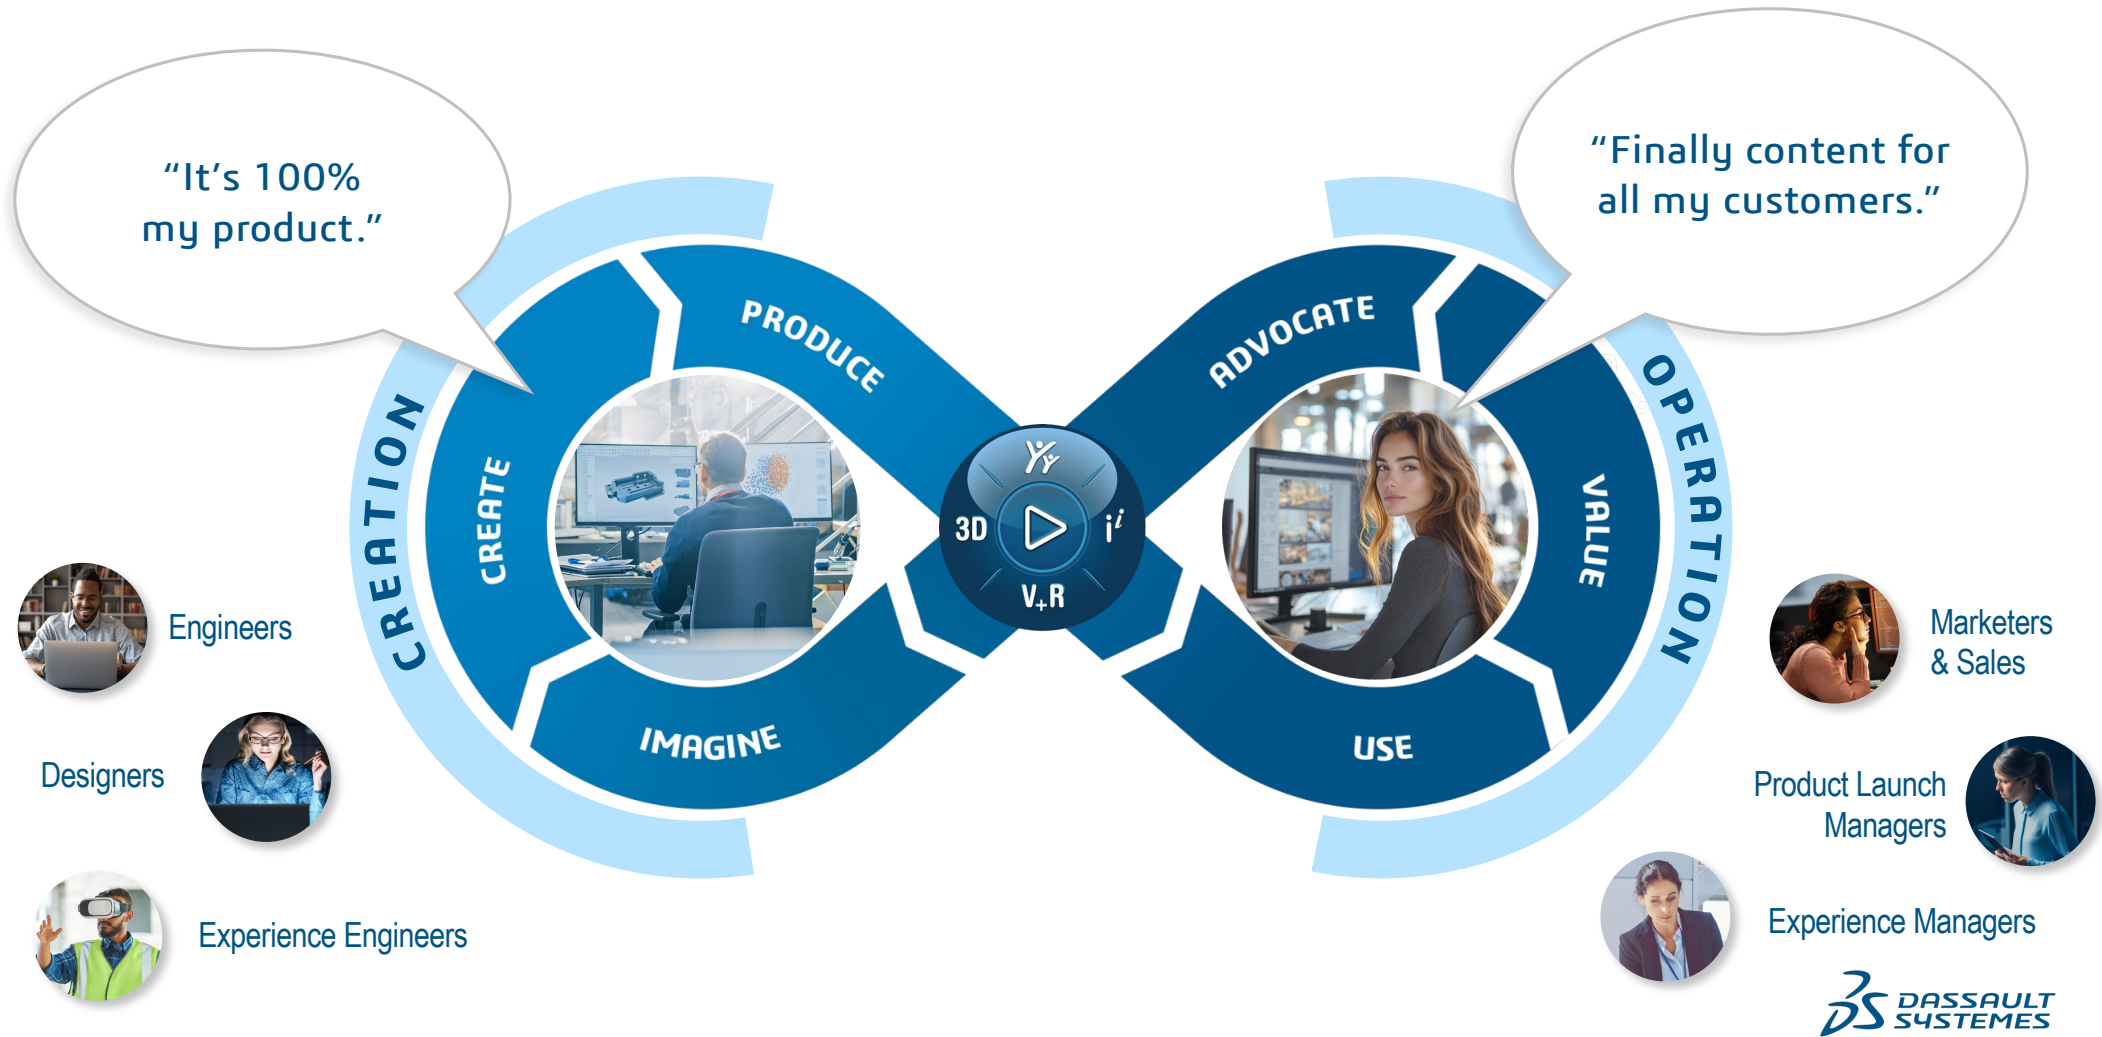 “It’s 100%
my product.”
“Finally content for
all my customers.”
CREATION
PRODUCE
CREATE
IMAGINE
3D
i
i
V+R
ADVOCATE
VALUE
USE
OPERATION
Engineers
Designers
Experience Engineers
Marketers
& Sales
Product Launch
Managers
Experience Managers
DASSAULT
SYSTEMES